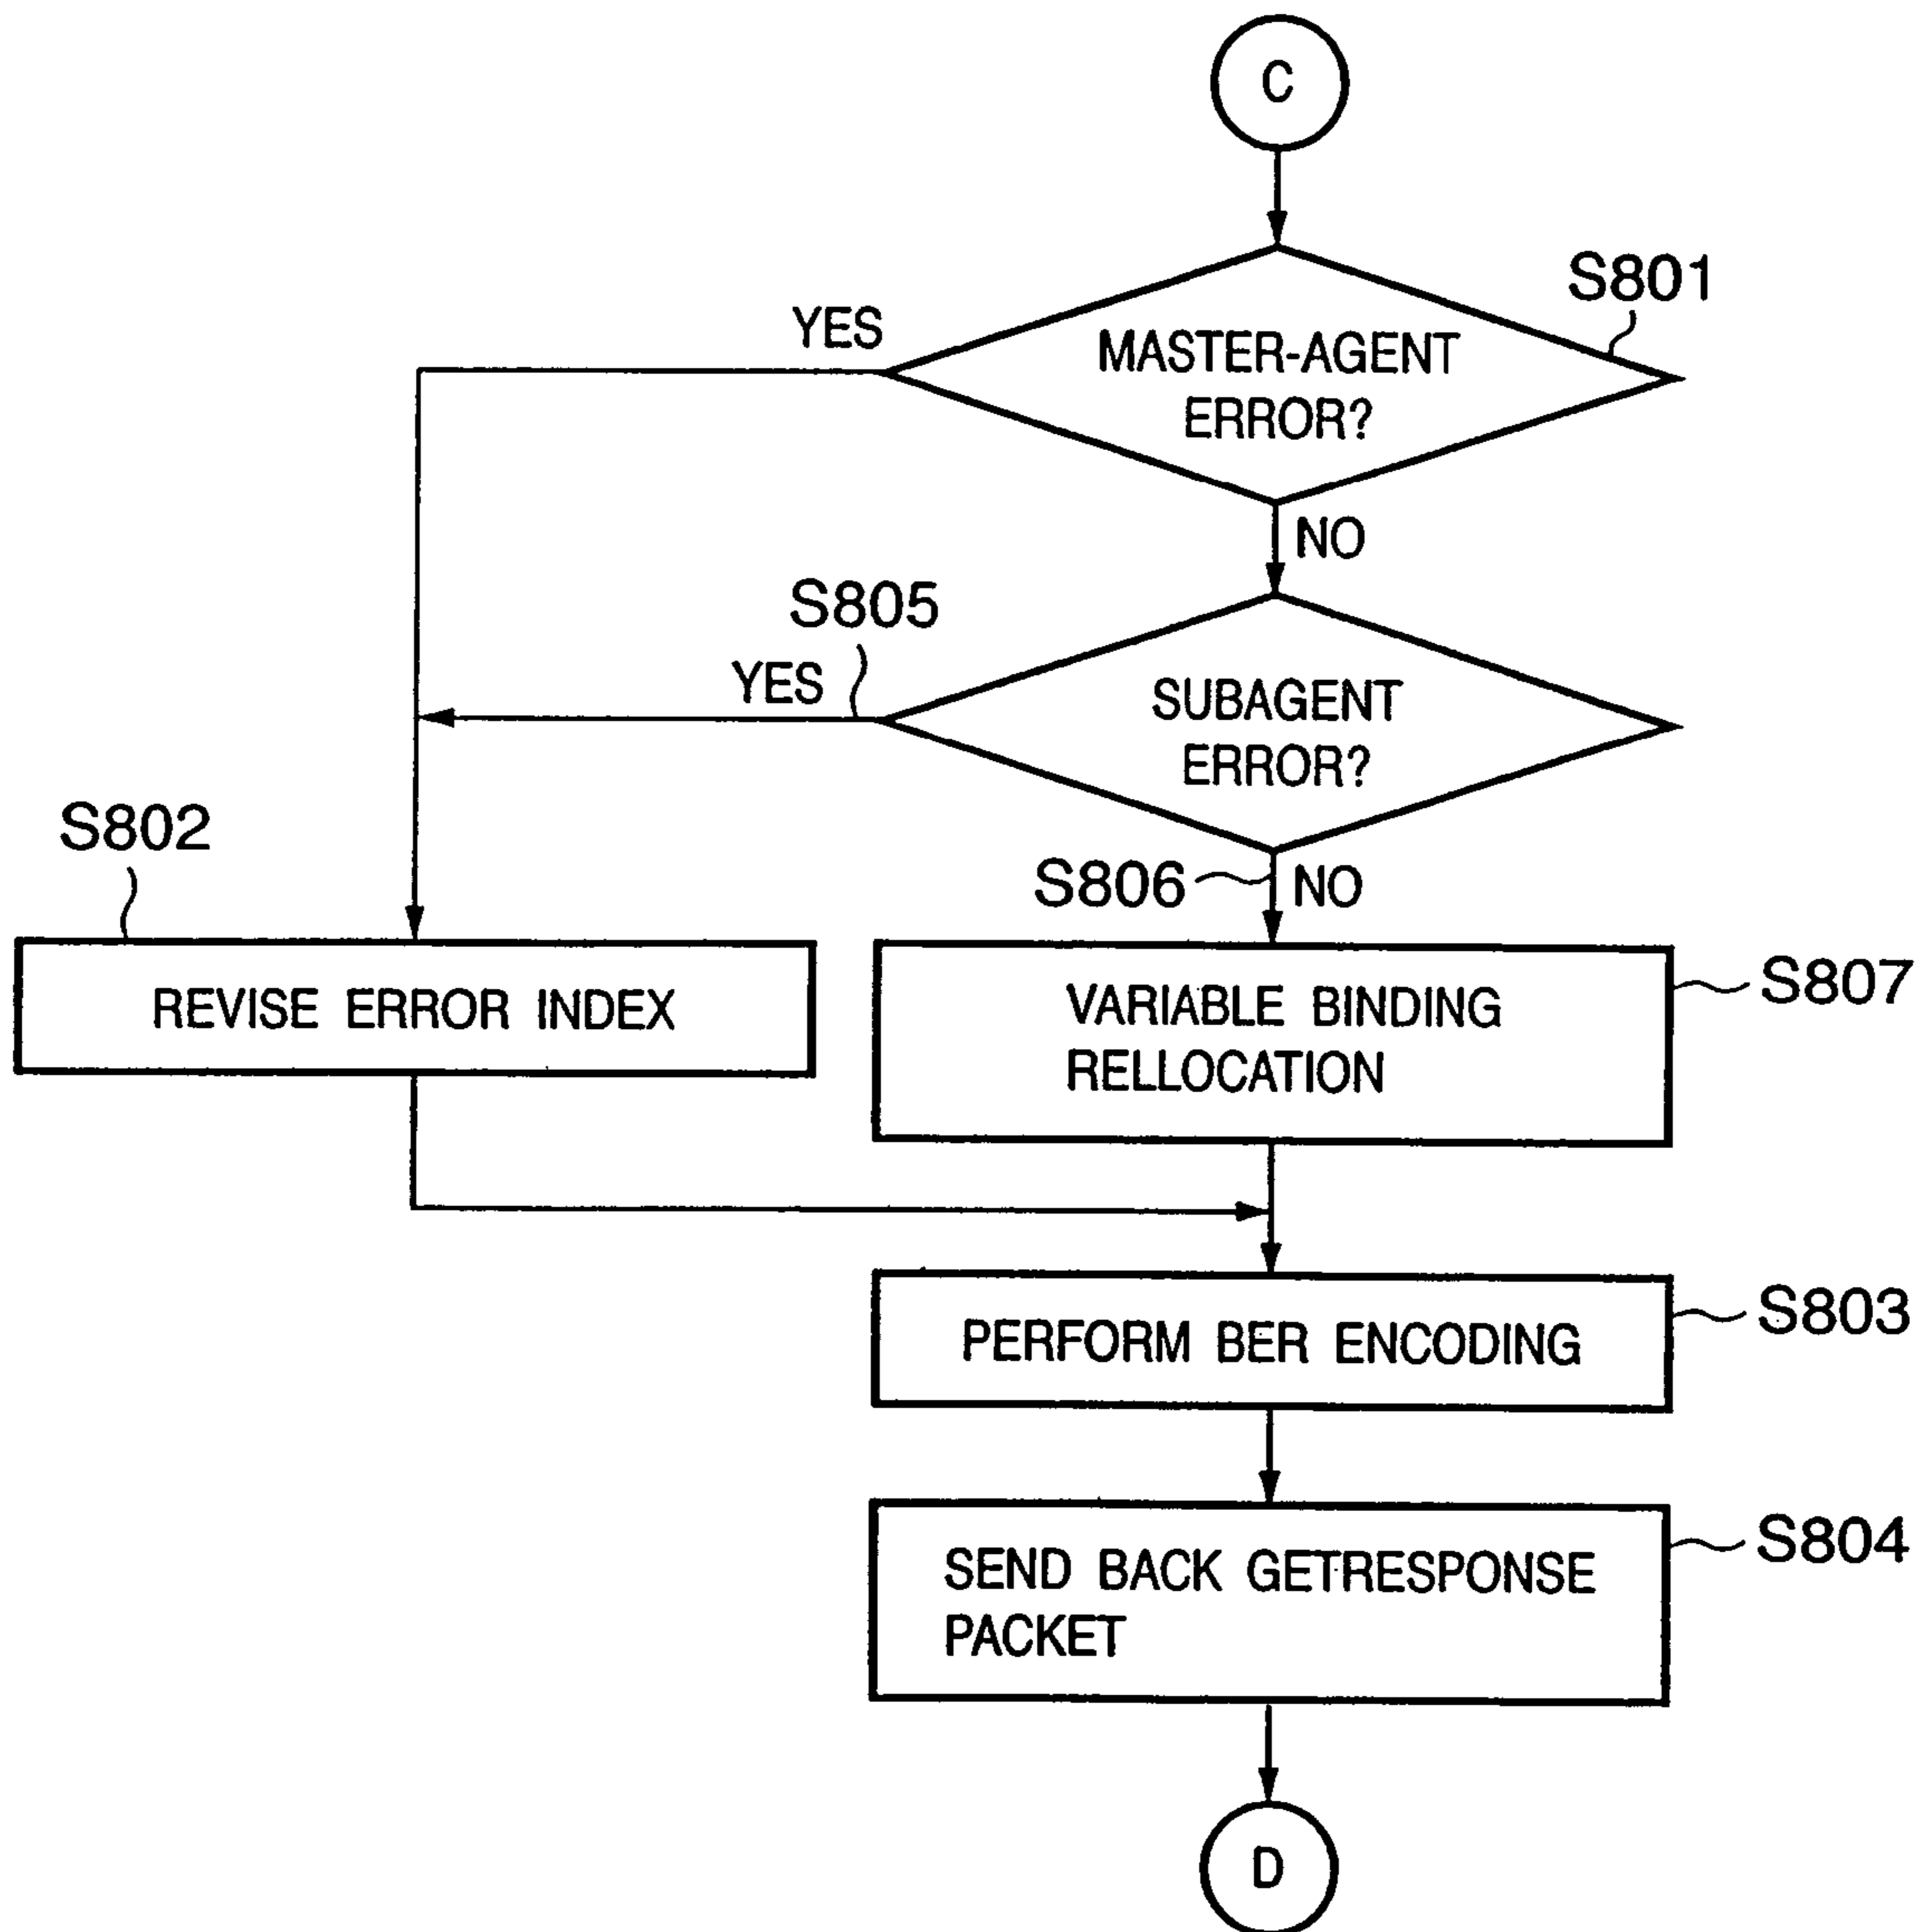 C
S801
YES
MASTER-AGENT
ERROR?
NO
S805
YES
SUBAGENT
ERROR?
S802
S806
NO
REVISE ERROR INDEX
VARIABLE BINDING
RELLOCATION
S807
PERFORM BER ENCODING
S803
SEND BACK GETRESPONSE
PACKET
S804
D